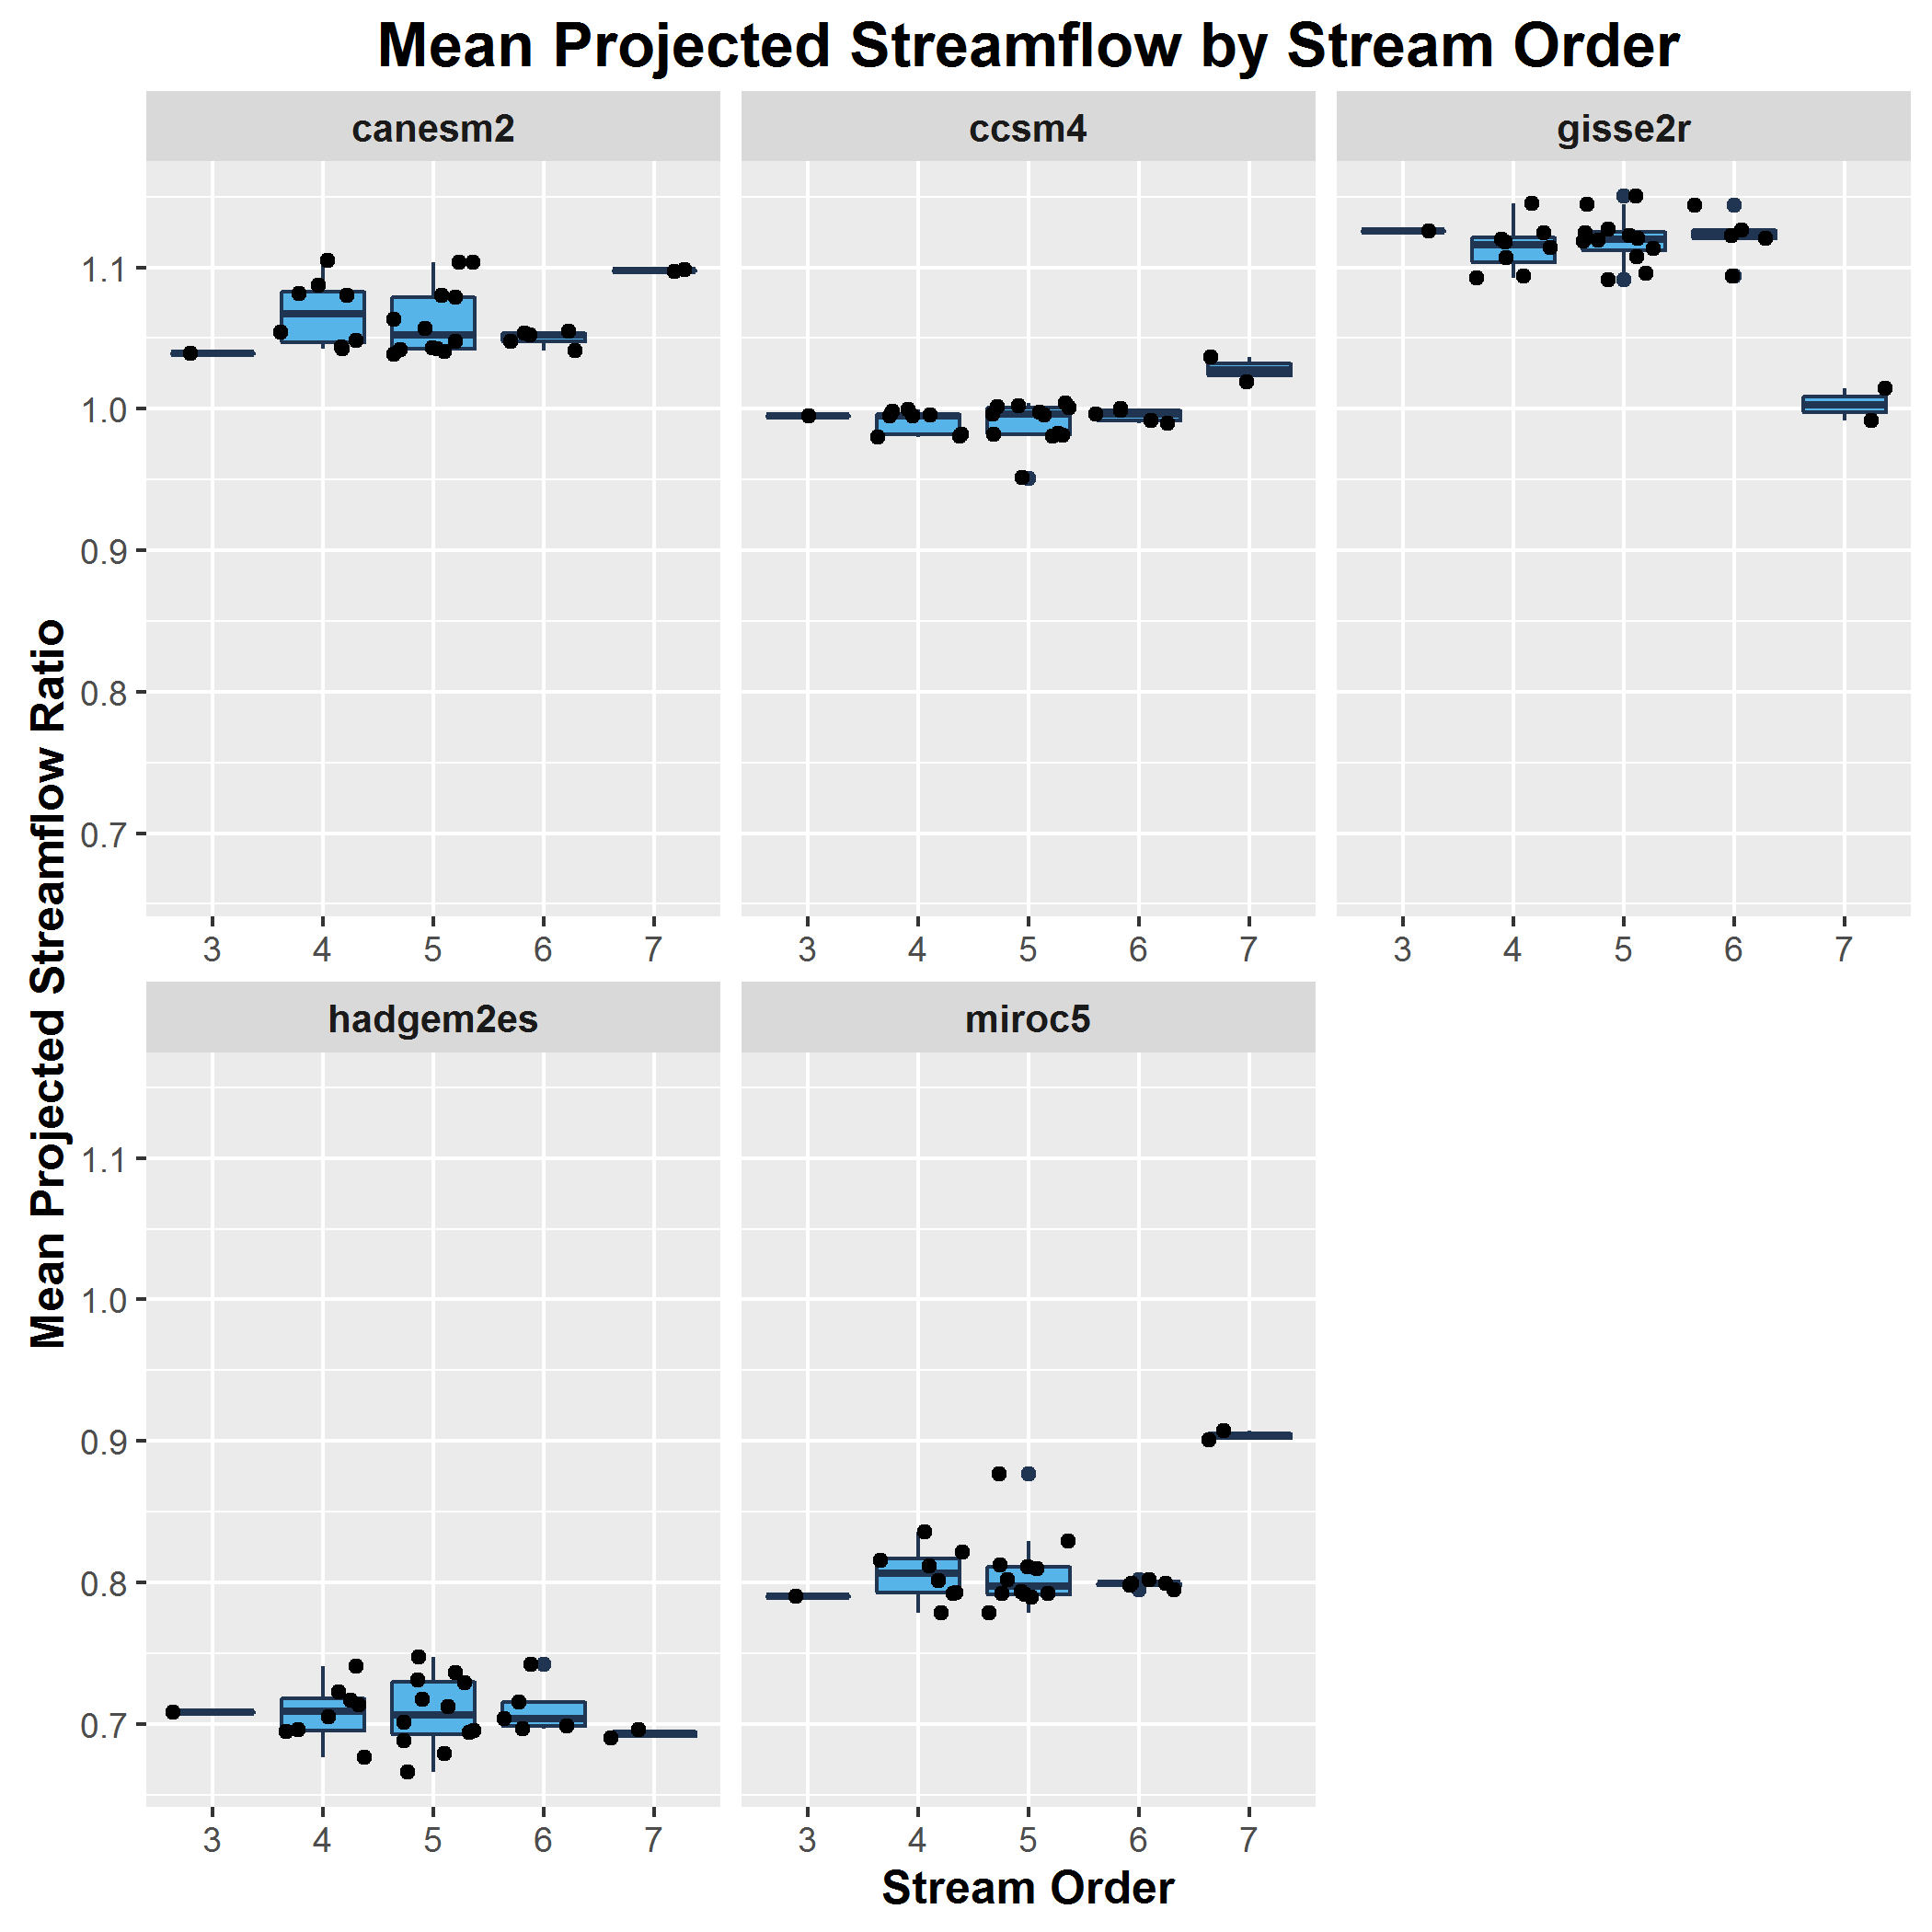 Mean Projected Streamflow by Stream Order
canesm2
ccsm4
gisse2r
1.1
1.0
0.9
0.8
0.7
3 4 5 6 7
3 4 5 6 7
3 4 5 6 7
Mean Projected Streamflow Ratio
hadgem2es
miroc5
1.1
1.0
0.9
0.8
0.7
3 4 5 6 7
3 4 5 6 7
Stream Order